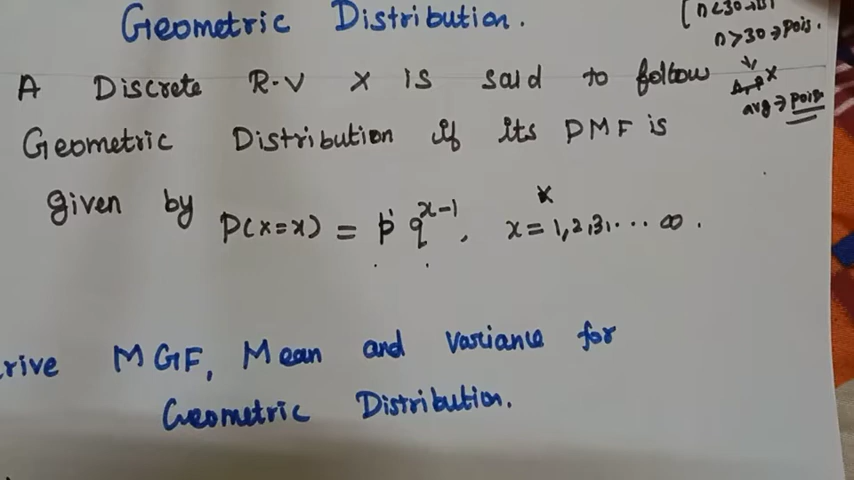 Geometric Distribution.
n > 30 → pois.
A Discrete R.V X is said to follow
avg → pois
Geometric Distribution if its PMF is
given by P(X=x) = p q^{x-1}, x = 1,2,3,... ∞.
rive MGF, Mean and variance for
Geometric Distribution.